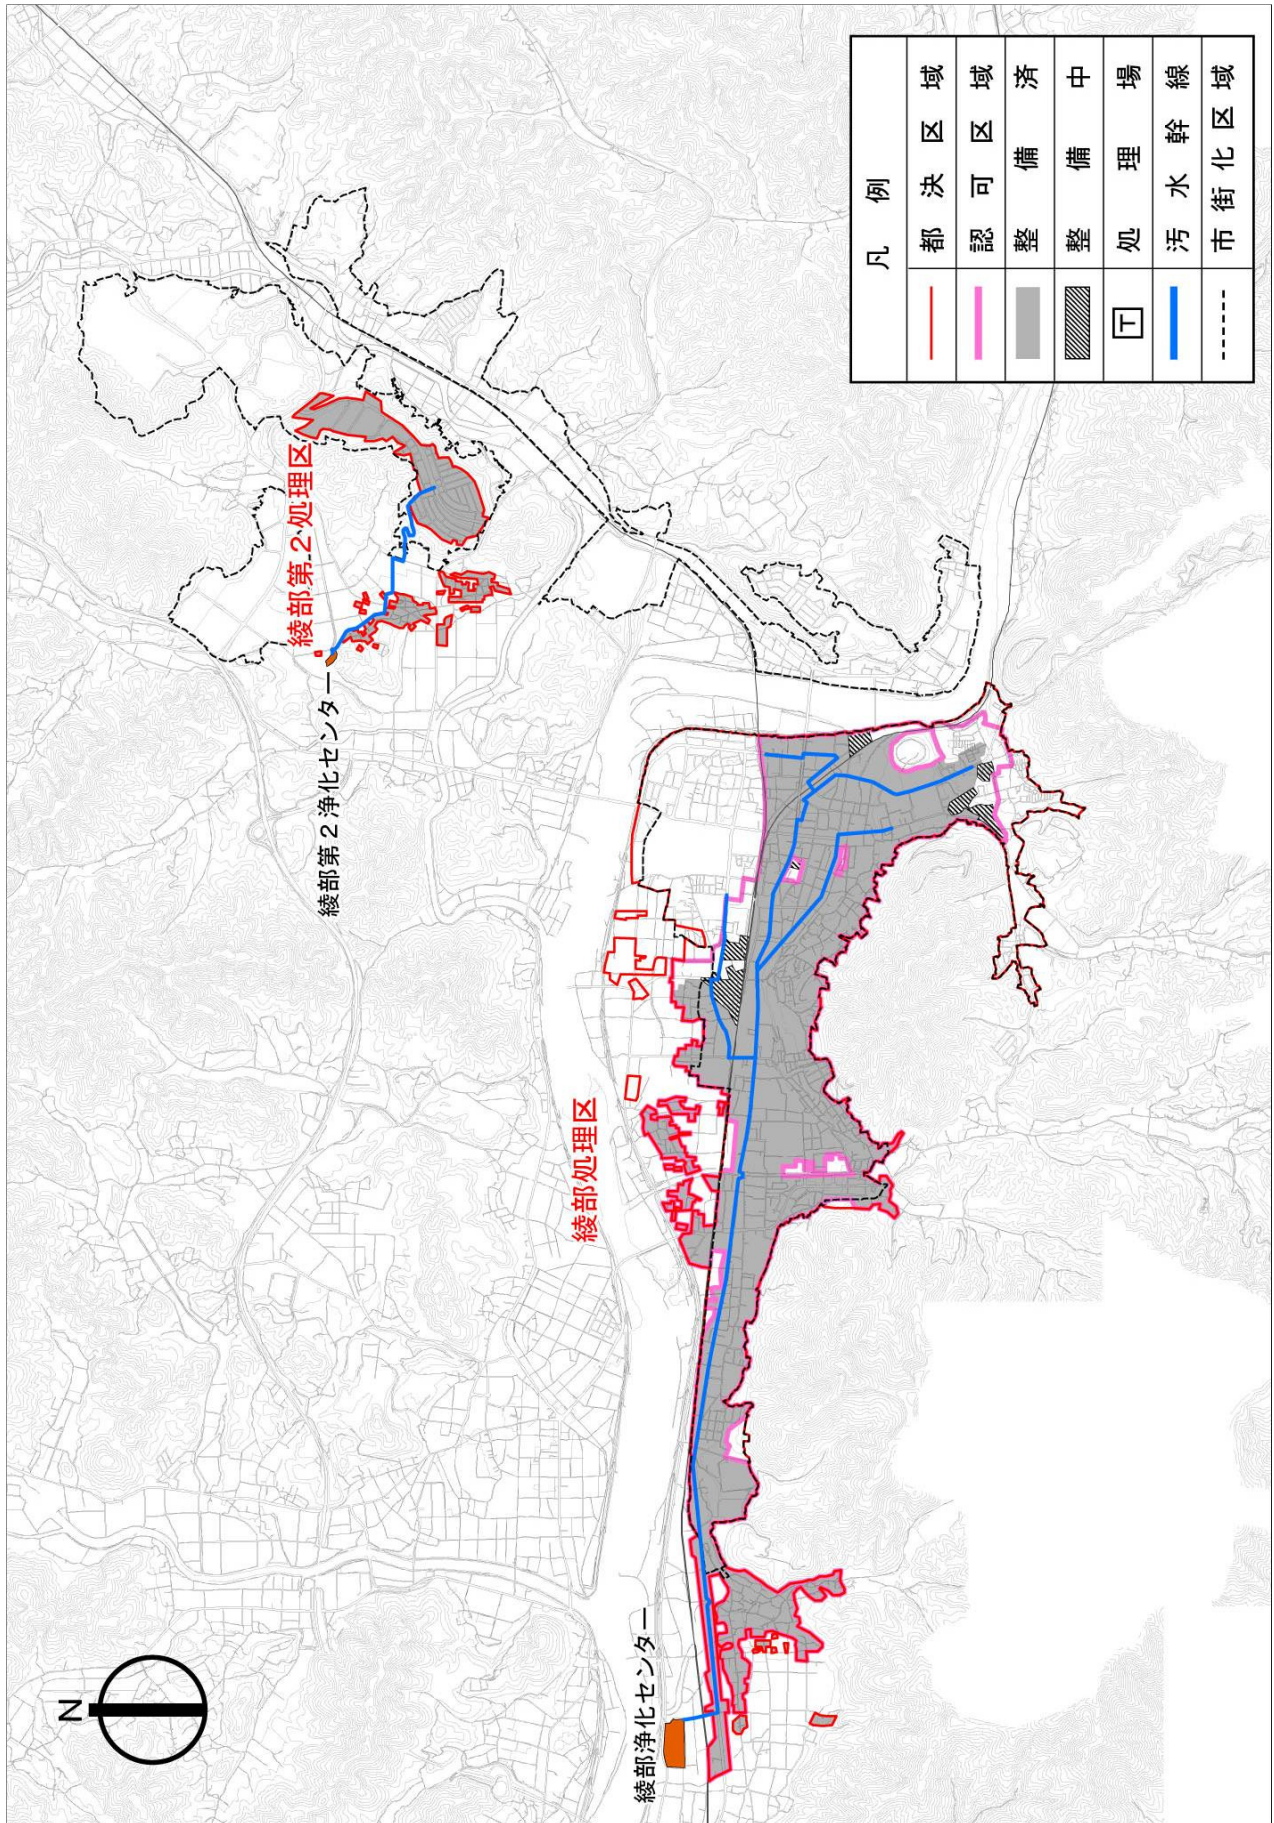 N
綾部第２処理区
綾部第２浄化センター
綾部処理区
綾部浄化センター
凡例
都決区域
認可区域
整備済
整備中
T 処理場
汚水幹線
市街化区域